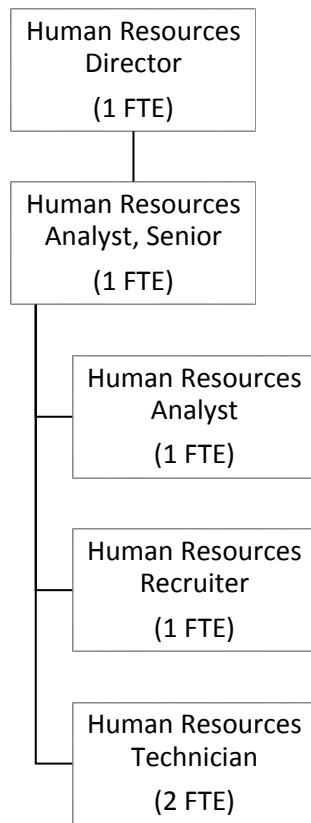 Human Resources
Director
(1 FTE)
Human Resources
Analyst, Senior
(1 FTE)
Human Resources
Analyst
(1 FTE)
Human Resources
Recruiter
(1 FTE)
Human Resources
Technician
(2 FTE)